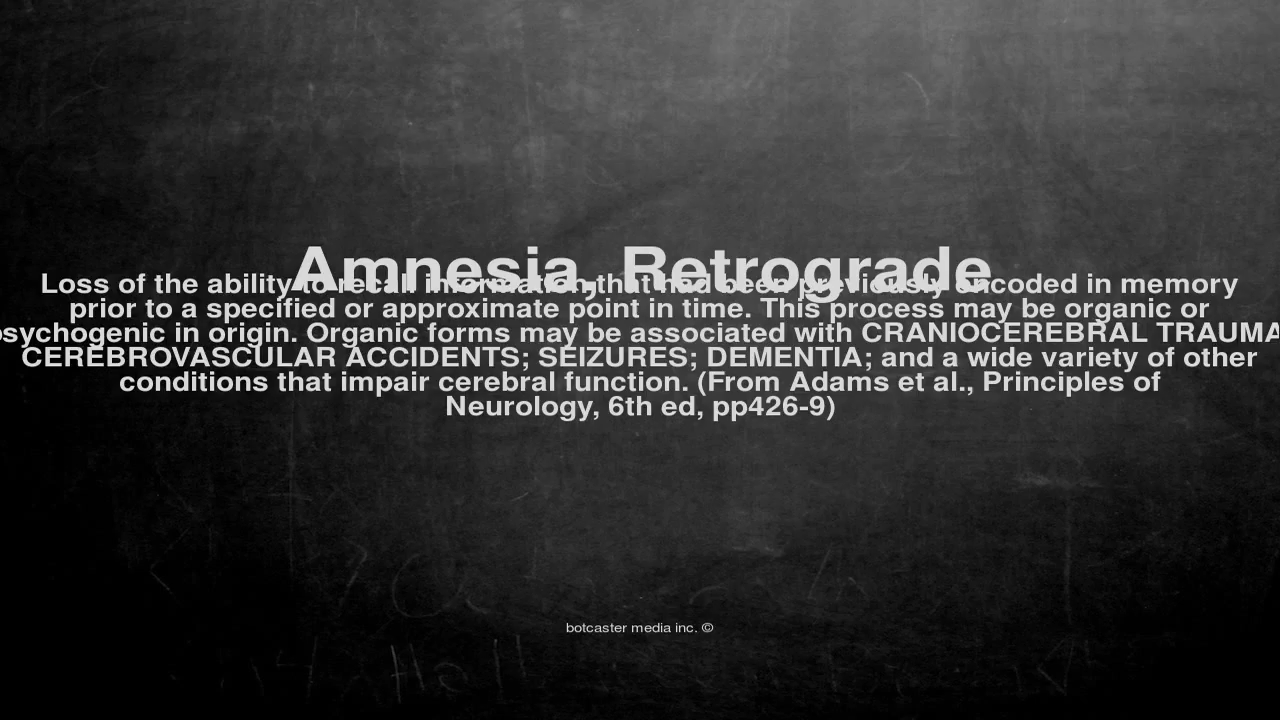 Amnesia, Retrograde
Loss of the ability to recall information that had been previously encoded in memory
prior to a specified or approximate point in time. This process may be organic or
psychogenic in origin. Organic forms may be associated with CRANIOCEREBRAL TRAUMA
CEREBROVASCULAR ACCIDENTS; SEIZURES; DEMENTIA; and a wide variety of other
conditions that impair cerebral function. (From Adams et al., Principles of
Neurology, 6th ed, pp426-9)
botcaster media inc. ©